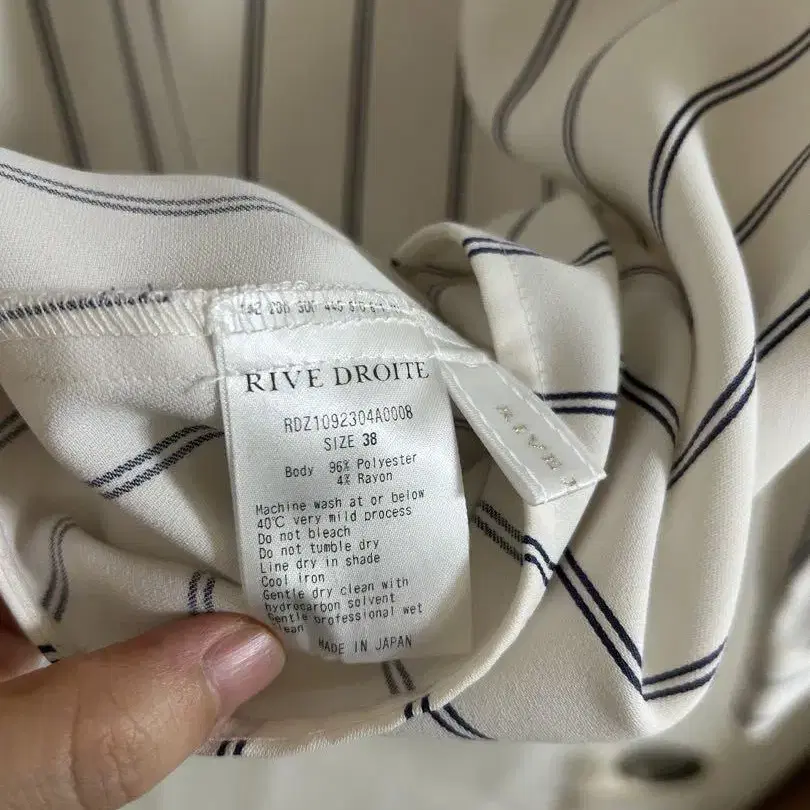 RIVE DROITE
RDZ1092304A0008
SIZE 38
Body 96% Polyester
4% Rayon
Machine wash at or below
40℃ very mild process
Do not bleach
Do not tumble dry
Line dry in shade
Cool iron
Gentle dry clean with
hydrocarbon solvent
Gentle professional wet
clean
MADE IN JAPAN